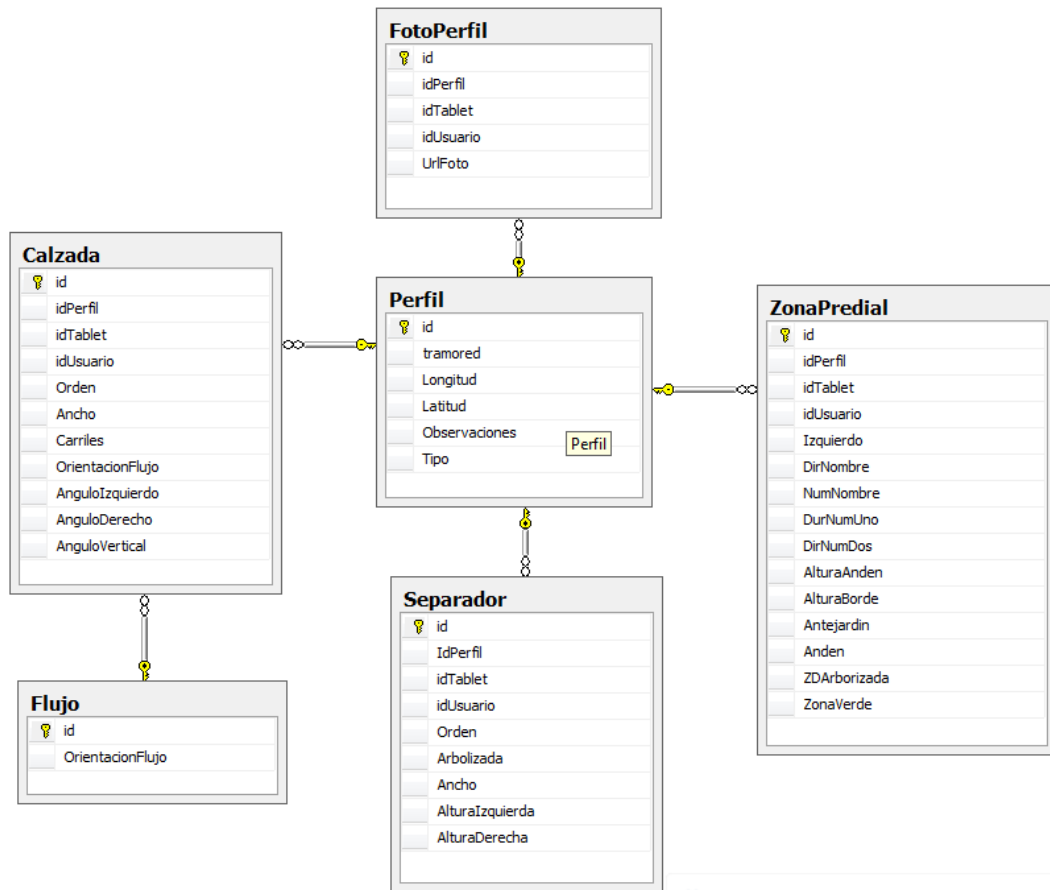 FotoPerfil
id
idPerfil
idTablet
idUsuario
UrlFoto
Calzada
id
idPerfil
idTablet
idUsuario
Orden
Ancho
Carriles
OrientacionFlujo
AnguloIzquierdo
AnguloDerecho
AnguloVertical
Perfil
id
tramored
Longitud
Latitud
Observaciones
Tipo
Perfil
ZonaPredial
id
idPerfil
idTablet
idUsuario
Izquierdo
DirNombre
NumNombre
DurNumUno
DirNumDos
AlturaAnden
AlturaBorde
Antejardin
Anden
ZDArborizada
ZonaVerde
Flujo
id
OrientacionFlujo
Separador
id
IdPerfil
idTablet
idUsuario
Orden
Arbolizada
Ancho
AlturaIzquierda
AlturaDerecha